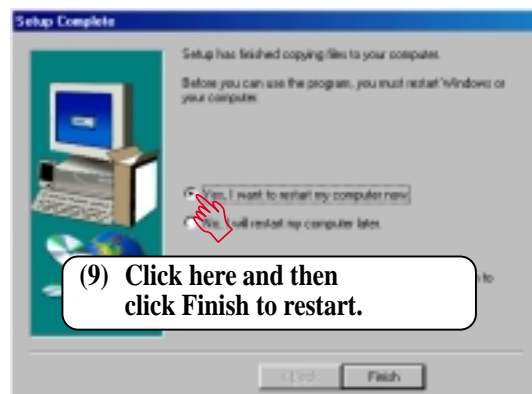 Setup Complete
Setup has finished copying files to your computer.
Before you can use the program, you must restart Windows or
your computer.
Yes, I want to restart my computer now.
No, I will restart my computer later.
to
(9) Click here and then
click Finish to restart.
Finish